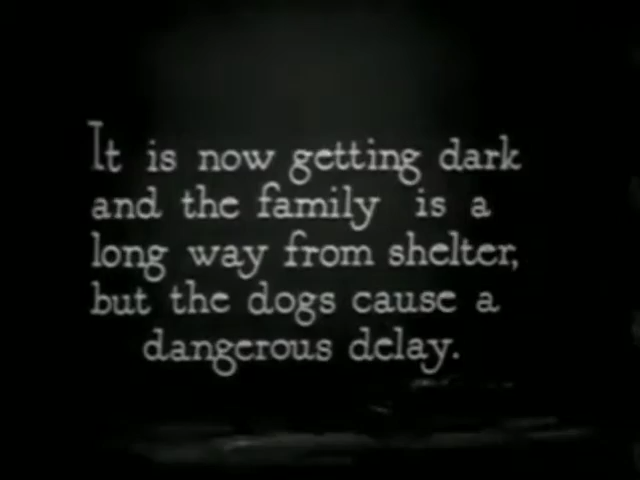 It is now getting dark
and the family is a
long way from shelter,
but the dogs cause a
dangerous delay.